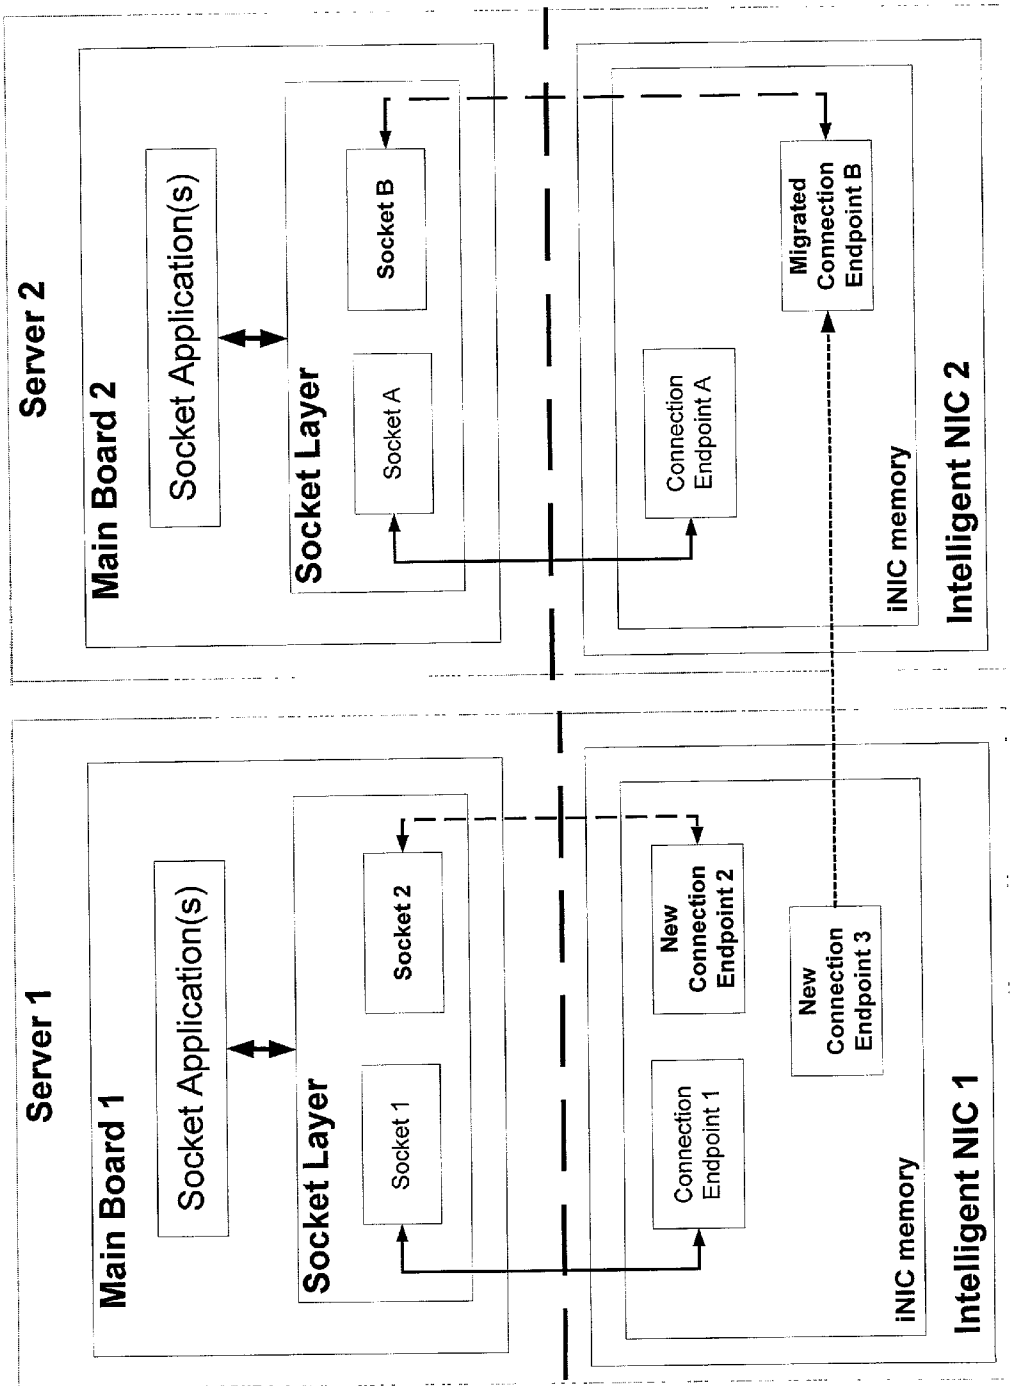 Server 1
Main Board 1
Socket Application(s)
Socket Layer
Socket 1
Socket 2
Connection
Endpoint 1
New
Connection
Endpoint 2
New
Connection
Endpoint 3
iNIC memory
Intelligent NIC 1
Server 2
Main Board 2
Socket Application(s)
Socket Layer
Socket A
Socket B
Connection
Endpoint A
Migrated
Connection
Endpoint B
iNIC memory
Intelligent NIC 2